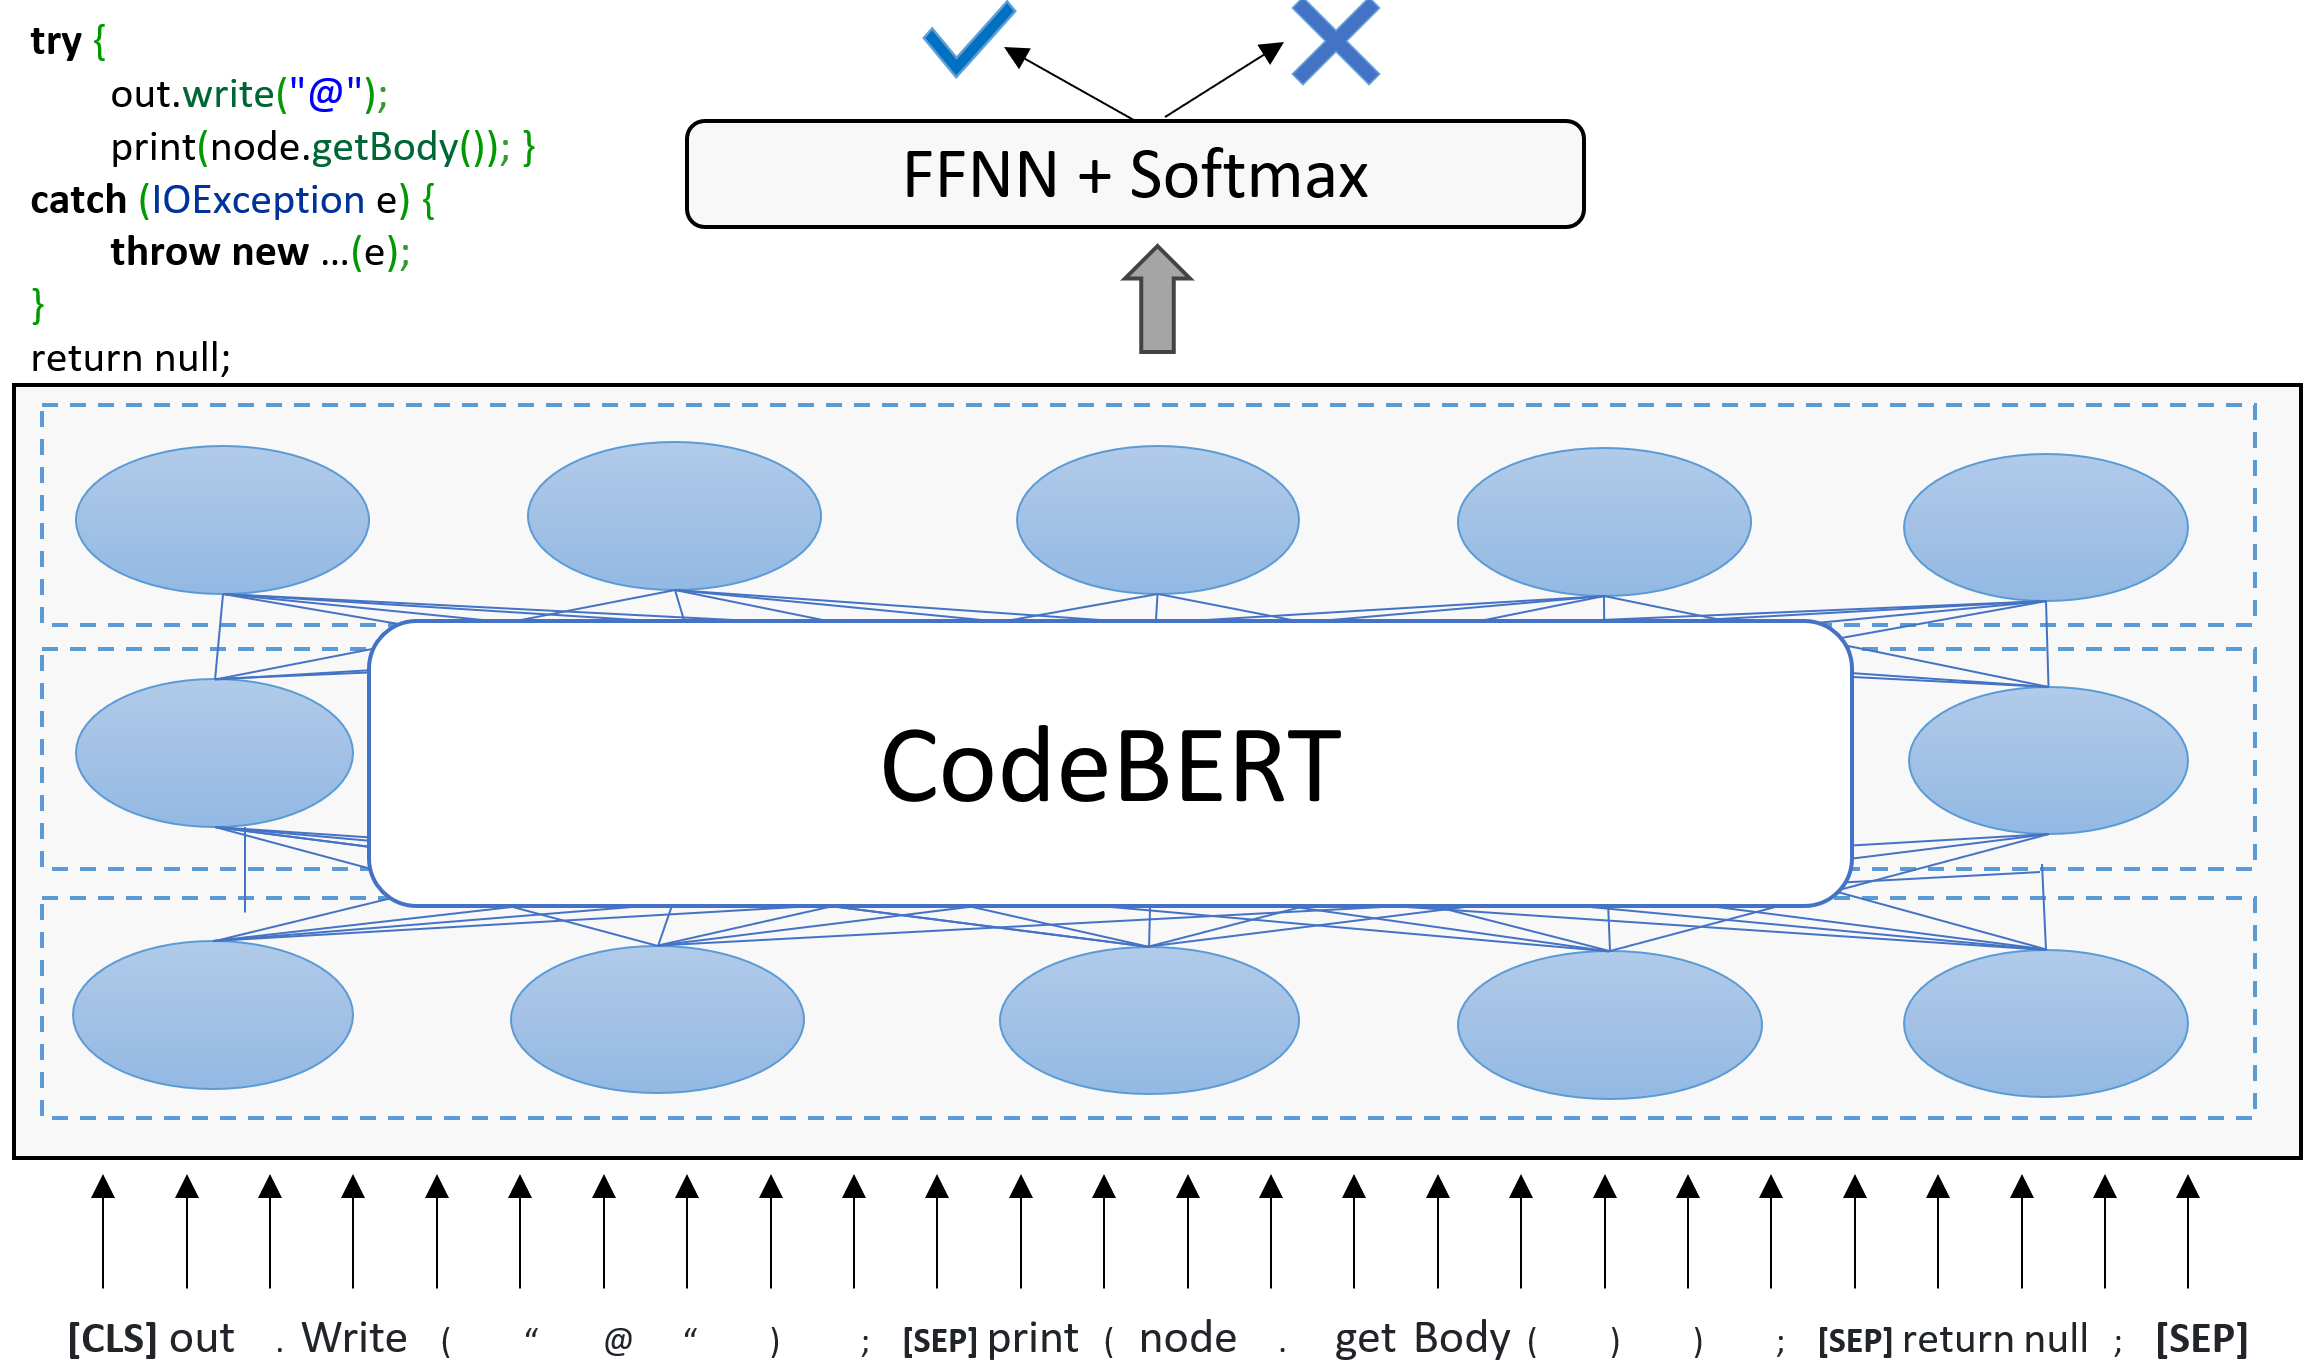 try {
out.write("@");
print(node.getBody()); }
catch (IOException e) {
throw new ...(e);
}
return null;
FFNN + Softmax
CodeBERT
[CLS] out . Write ( “ @ “ ) ; [SEP] print ( node . get Body ( ) ) ; [SEP] return null ; [SEP]